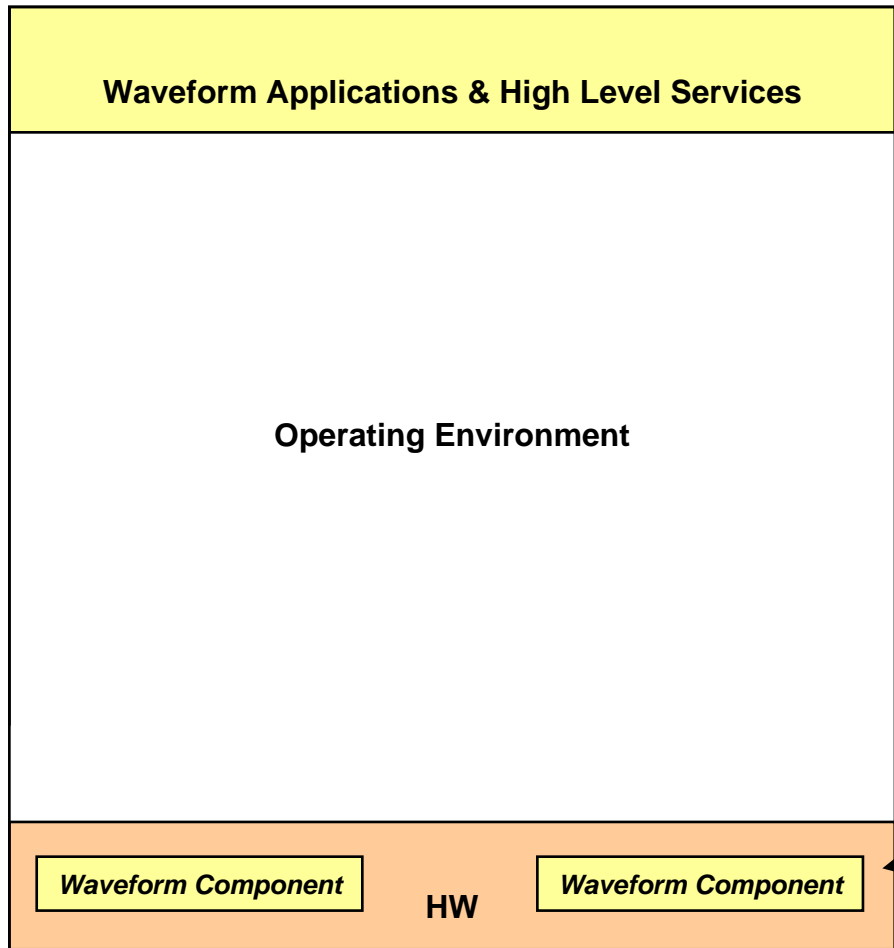 Waveform Applications & High Level Services
Operating Environment
Waveform Component
HW
Waveform Component